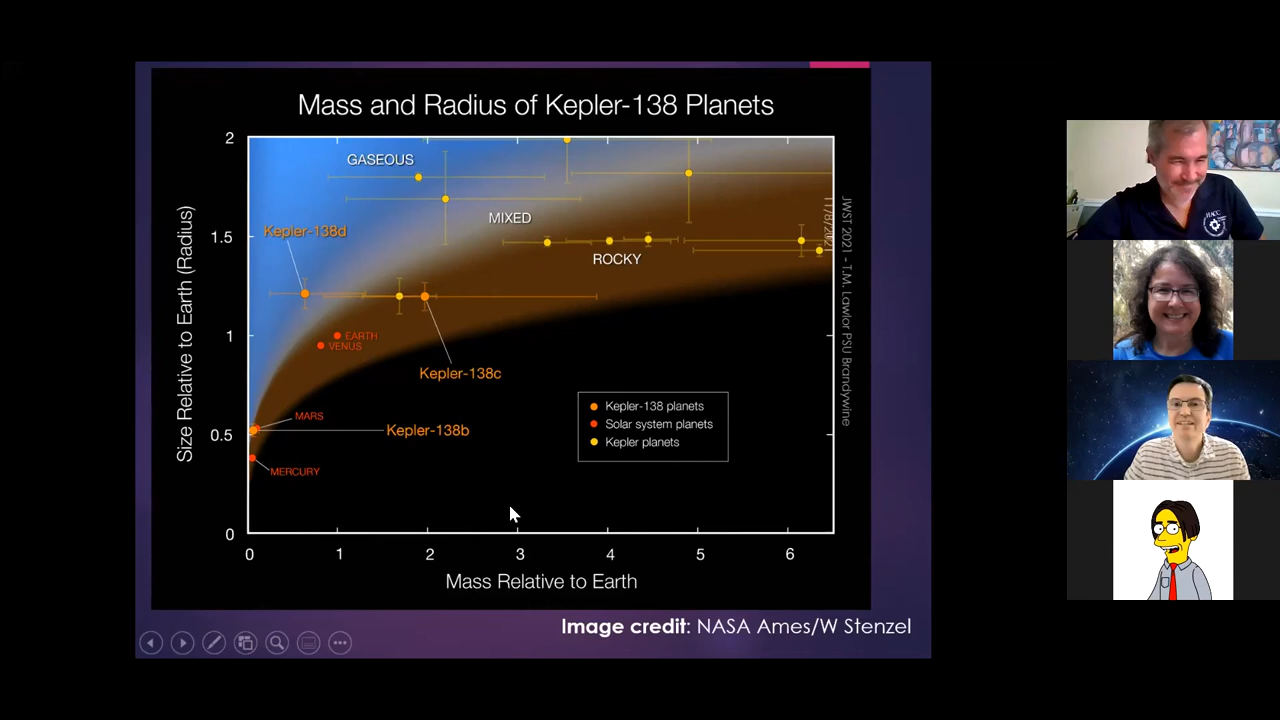 Mass and Radius of Kepler-138 Planets
Size Relative to Earth (Radius)
2
1.5
1
0.5
0
GASEOUS
MIXED
ROCKY
Kepler-138d
EARTH
VENUS
Kepler-138c
MARS
Kepler-138b
MERCURY
Kepler-138 planets
Solar system planets
Kepler planets
0 1 2 3 4 5 6
Mass Relative to Earth
JWST 2021 - T.M. Lawlor PSU Brandywine
Image credit: NASA Ames/W Stenzel
HACC